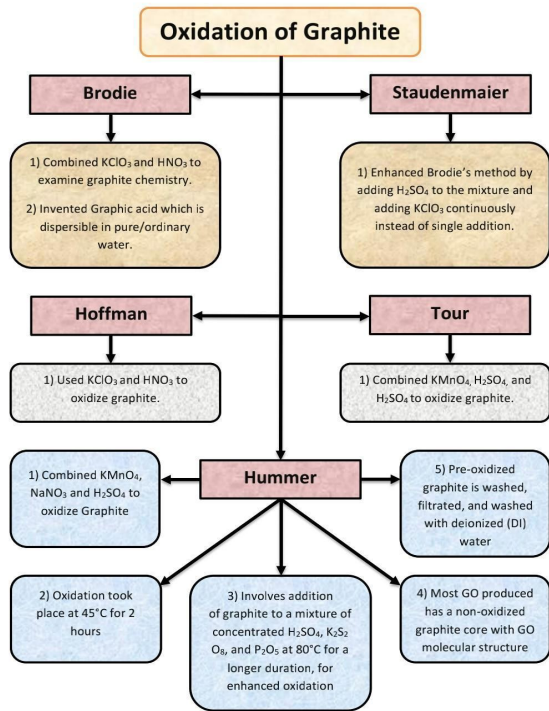 Oxidation of Graphite
Brodie
Staudenmaier
1) Combined KClO₃ and HNO₃ to
examine graphite chemistry.
2) Invented Graphic acid which is
dispersible in pure/ordinary
water.
1) Enhanced Brodie’s method by
adding H₂SO₄ to the mixture and
adding KClO₃ continuously
instead of single addition.
Hoffman
Tour
1) Used KClO₃ and HNO₃ to
oxidize graphite.
1) Combined KMnO₄, H₂SO₄, and
H₂SO₄ to oxidize graphite.
Hummer
1) Combined KMnO₄,
NaNO₃ and H₂SO₄ to
oxidize Graphite
5) Pre-oxidized
graphite is washed,
filtrated, and washed
with deionized (DI)
water
2) Oxidation took
place at 45°C for 2
hours
3) Involves addition
of graphite to a mixture of
concentrated H₂SO₄, K₂S₂
O₈, and P₂O₅ at 80°C for a
longer duration, for
enhanced oxidation
4) Most GO produced
has a non-oxidized
graphite core with GO
molecular structure